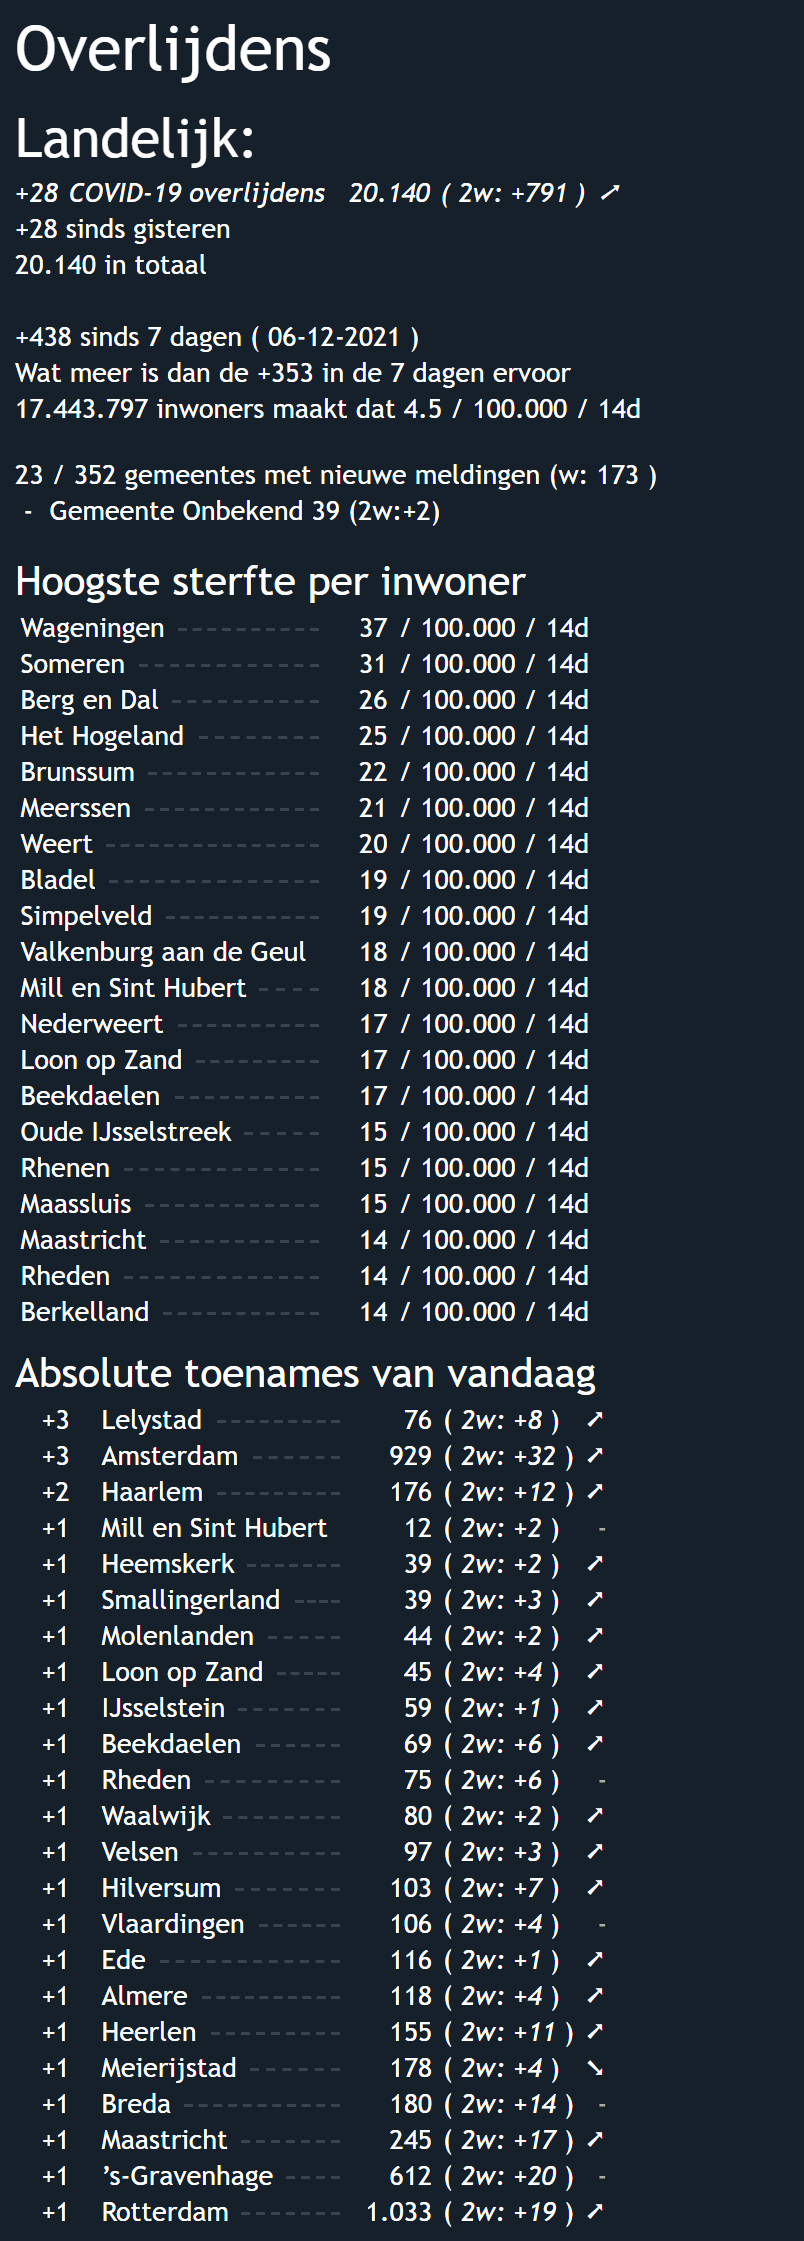 Overlijdens
Landelijk:
+28 COVID-19 overlijdens 20.140 ( 2w: +791 ) ➚
+28 sinds gisteren
20.140 in totaal
+438 sinds 7 dagen ( 06-12-2021 )
Wat meer is dan de +353 in de 7 dagen ervoor
17.443.797 inwoners maakt dat 4.5 / 100.000 / 14d
23 / 352 gemeentes met nieuwe meldingen (w: 173 )
- Gemeente Onbekend 39 (2w:+2)
Hoogste sterfte per inwoner
Wageningen ---------- 37 / 100.000 / 14d
Someren ------------ 31 / 100.000 / 14d
Berg en Dal ---------- 26 / 100.000 / 14d
Het Hogeland -------- 25 / 100.000 / 14d
Brunssum ------------ 22 / 100.000 / 14d
Meerssen ------------ 21 / 100.000 / 14d
Weert -------------- 20 / 100.000 / 14d
Bladel -------------- 19 / 100.000 / 14d
Simpelveld ---------- 19 / 100.000 / 14d
Valkenburg aan de Geul 18 / 100.000 / 14d
Mill en Sint Hubert ---- 18 / 100.000 / 14d
Nederweert ---------- 17 / 100.000 / 14d
Loon op Zand -------- 17 / 100.000 / 14d
Beekdaelen ---------- 17 / 100.000 / 14d
Oude IJsselstreek ----- 15 / 100.000 / 14d
Rhenen ------------- 15 / 100.000 / 14d
Maassluis ------------ 15 / 100.000 / 14d
Maastricht ----------- 14 / 100.000 / 14d
Rheden ------------- 14 / 100.000 / 14d
Berkelland ---------- 14 / 100.000 / 14d
Absolute toenames van vandaag
+3 Lelystad --------- 76 ( 2w: +8 ) ➚
+3 Amsterdam ------ 929 ( 2w: +32 ) ➚
+2 Haarlem --------- 176 ( 2w: +12 ) ➚
+1 Mill en Sint Hubert 12 ( 2w: +2 ) -
+1 Heemskerk ------- 39 ( 2w: +2 ) ➚
+1 Smallingerland ---- 39 ( 2w: +3 ) ➚
+1 Molenlanden ----- 44 ( 2w: +2 ) ➚
+1 Loon op Zand ----- 45 ( 2w: +4 ) ➚
+1 IJsselstein ------- 59 ( 2w: +1 ) ➚
+1 Beekdaelen ------ 69 ( 2w: +6 ) ➚
+1 Rheden ---------- 75 ( 2w: +6 ) -
+1 Waalwijk -------- 80 ( 2w: +2 ) ➚
+1 Velsen ---------- 97 ( 2w: +3 ) ➚
+1 Hilversum ------- 103 ( 2w: +7 ) ➚
+1 Vlaardingen ------ 106 ( 2w: +4 ) -
+1 Ede ------------ 116 ( 2w: +1 ) ➚
+1 Almere ---------- 118 ( 2w: +4 ) ➚
+1 Heerlen --------- 155 ( 2w: +11 ) ➚
+1 Meierijstad ------ 178 ( 2w: +4 ) ➘
+1 Breda ----------- 180 ( 2w: +14 ) -
+1 Maastricht ------- 245 ( 2w: +17 ) ➚
+1 ’s-Gravenhage ---- 612 ( 2w: +20 ) -
+1 Rotterdam ------- 1.033 ( 2w: +19 ) ➚